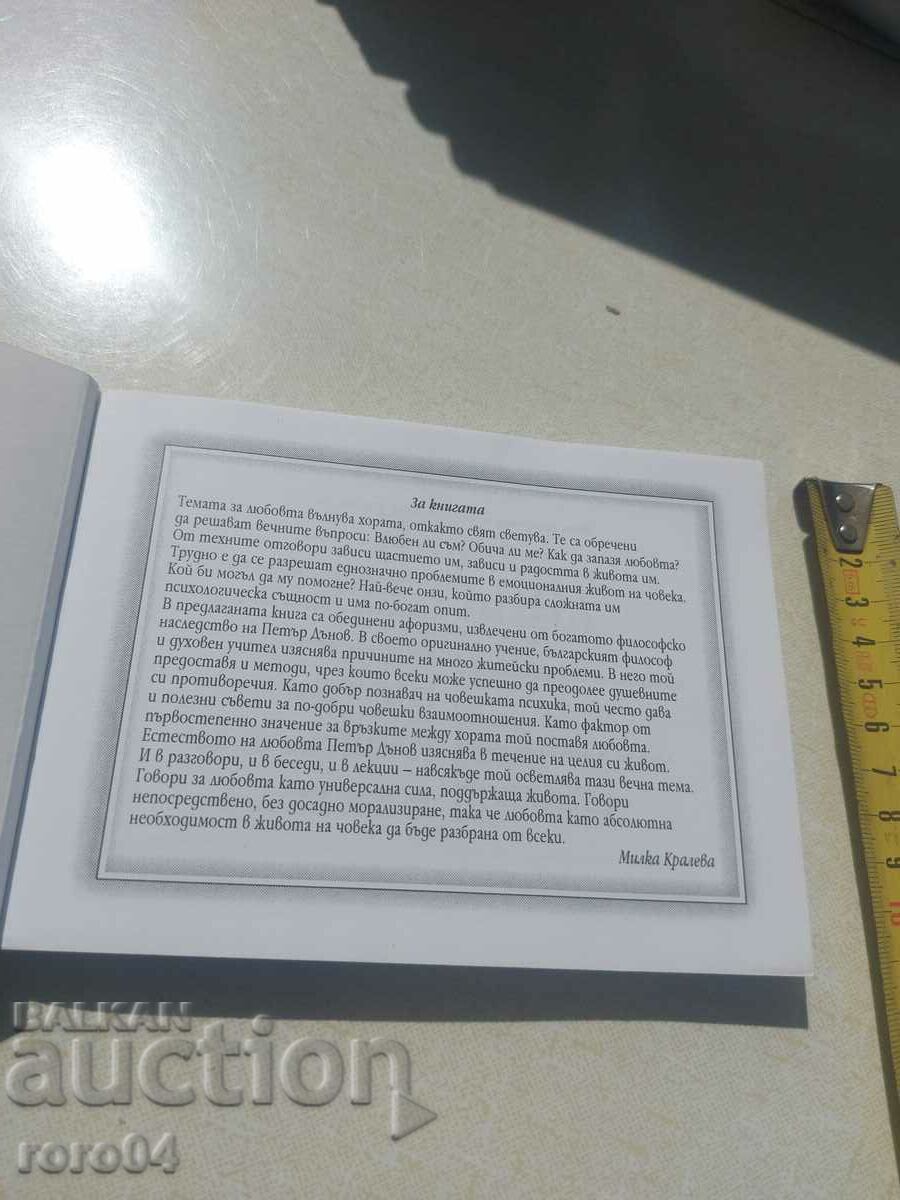 За книгата
Темата за любовта вълнува хората, откакто свят светува. Те са обречени
да решават вечните въпроси: Влюбен ли съм? Обича ли ме? Как да запазя любовта?
От техните отговори зависи щастието им, зависи и радостта в живота им.
Трудно е да се разрешат еднозначно проблемите в емоционалния живот на човека.
Кой би могъл да му помогне? Най-вече онзи, който разбира сложната им
психологическа същност и има по-богат опит.
В предлаганата книга са обединени афоризми, извлечени от богатото философско
наследство на Петър Дънов. В своето оригинално учение, българският философ
и духовен учител изяснява причините на много житейски проблеми. В него той
предоставя и методи, чрез които всеки може успешно да преодолее душевните
си противоречия. Като добър познавач на човешката психика, той често дава
и полезни съвети за по-добри човешки взаимоотношения. Като фактор от
първостепенно значение за връзките между хората той поставя любовта.
Естеството на любовта Петър Дънов изяснява в течение на целия си живот.
И в разговори, и в беседи, и в лекции – навсякъде той осветлява тази вечна тема.
Говори за любовта като универсална сила, поддържаща живота. Говори
непосредствено, без досадно морализиране, така че любовта като абсолютна
необходимост в живота на човека да бъде разбрана от всеки.
Милка Кралева
2
3
4
5
6
7
8
9
10
BALKAN
auction
roro04